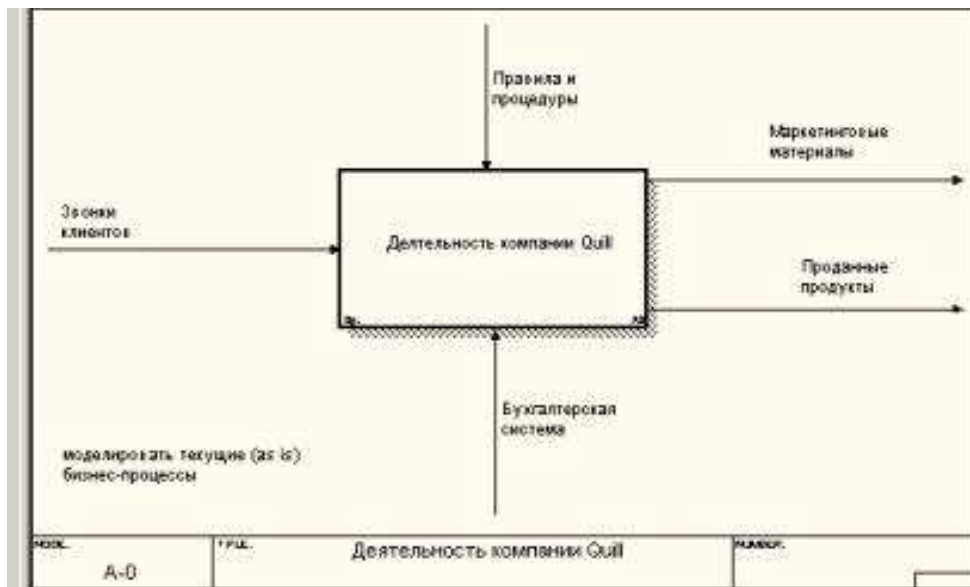 Правила и
процедуры
Маркетинговые
материалы
Звонки
клиентов
Деятельность компании Quill
Проданные
продукты
Бухгалтерская
система
моделировать текущие (as is)
бизнес-процессы
NODE:
TITLE:
Деятельность компании Quill
NUMBER:
A-0